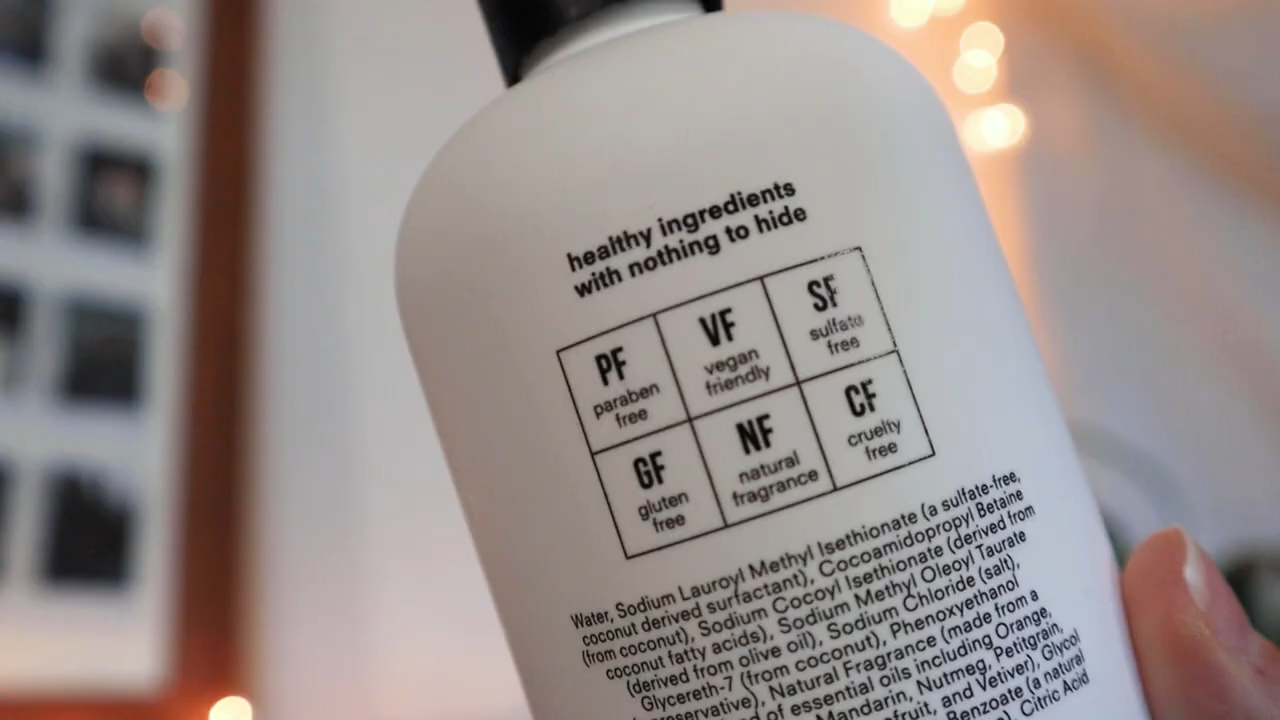 healthy ingredients
with nothing to hide
PF
paraben
free
VF
vegan
friendly
SF
sulfate
free
GF
gluten
free
NF
natural
fragrance
CF
cruelty
free
Water, Sodium Lauroyl Methyl Isethionate (a sulfate-free,
coconut derived surfactant), Cocoamidopropyl Betaine
(from coconut), Sodium Cocoyl Isethionate (derived from
coconut fatty acids), Sodium Methyl Oleoyl Taurate
(derived from olive oil), Sodium Chloride (salt),
Glycereth-7 (from coconut), Phenoxyethanol
Natural Fragrance (made from a
of essential oils including Orange,
Mandarin, Nutmeg, Petitgrain,
and Vetiver), Glycol
Benzoate (a natural
Citric Acid